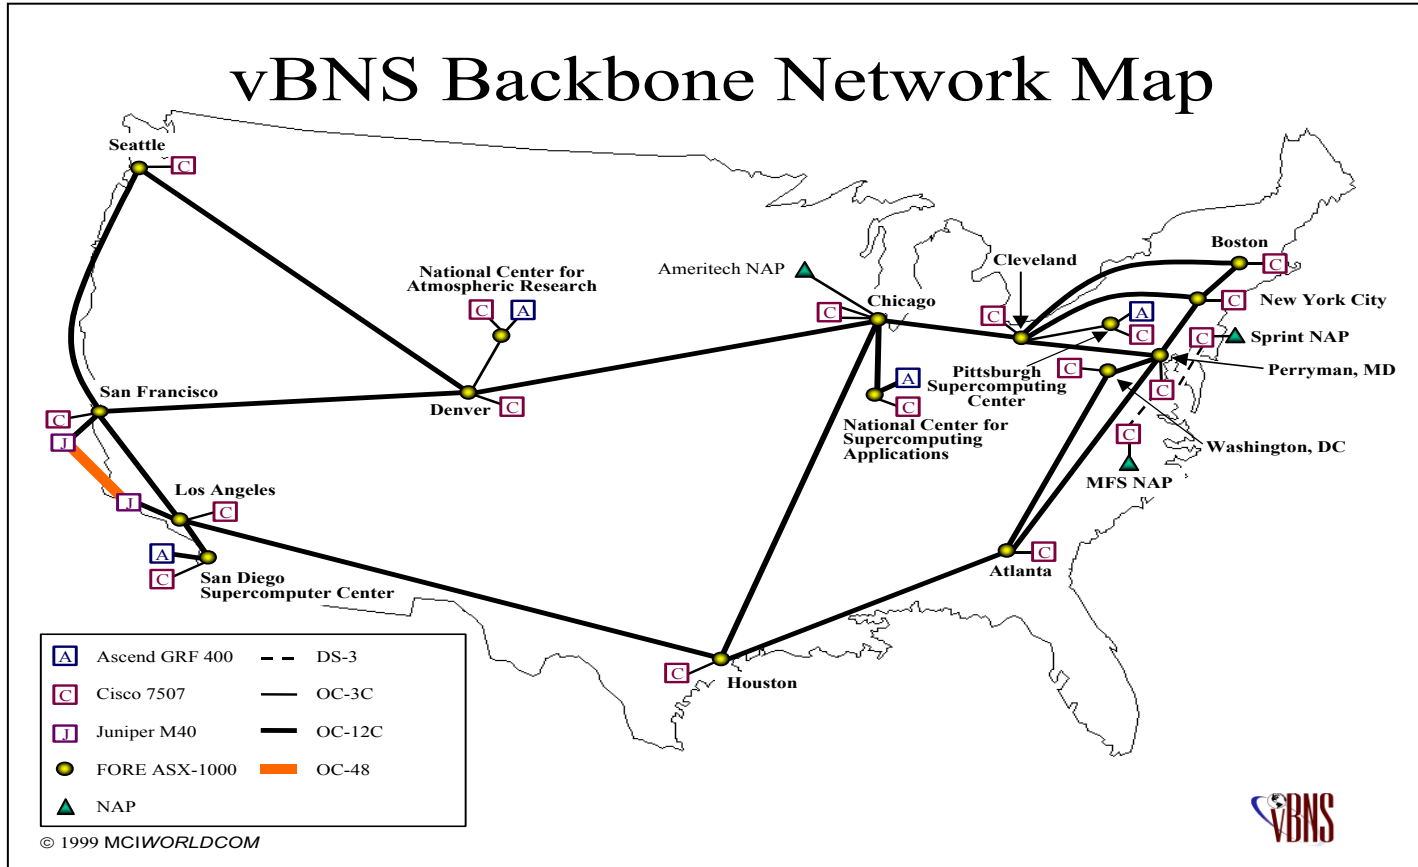 vBNS Backbone Network Map
Seattle
C
National Center for
Atmospheric Research
C
A
Ameritech NAP
C
Chicago
Cleveland
C
Boston
C
New York City
C
A
C
C
Sprint NAP
Pittsburgh
Supercomputing
Center
C
C
Perryman, MD
San Francisco
C
J
Denver
C
A
C
National Center for
Supercomputing
Applications
C
Washington, DC
MFS NAP
Los Angeles
J
C
A
C
San Diego
Supercomputer Center
Atlanta
C
C
Houston
A Ascend GRF 400
C Cisco 7507
J Juniper M40
FORE ASX-1000
NAP
DS-3
OC-3C
OC-12C
OC-48
© 1999 MCIWORLDCOM
vBNS